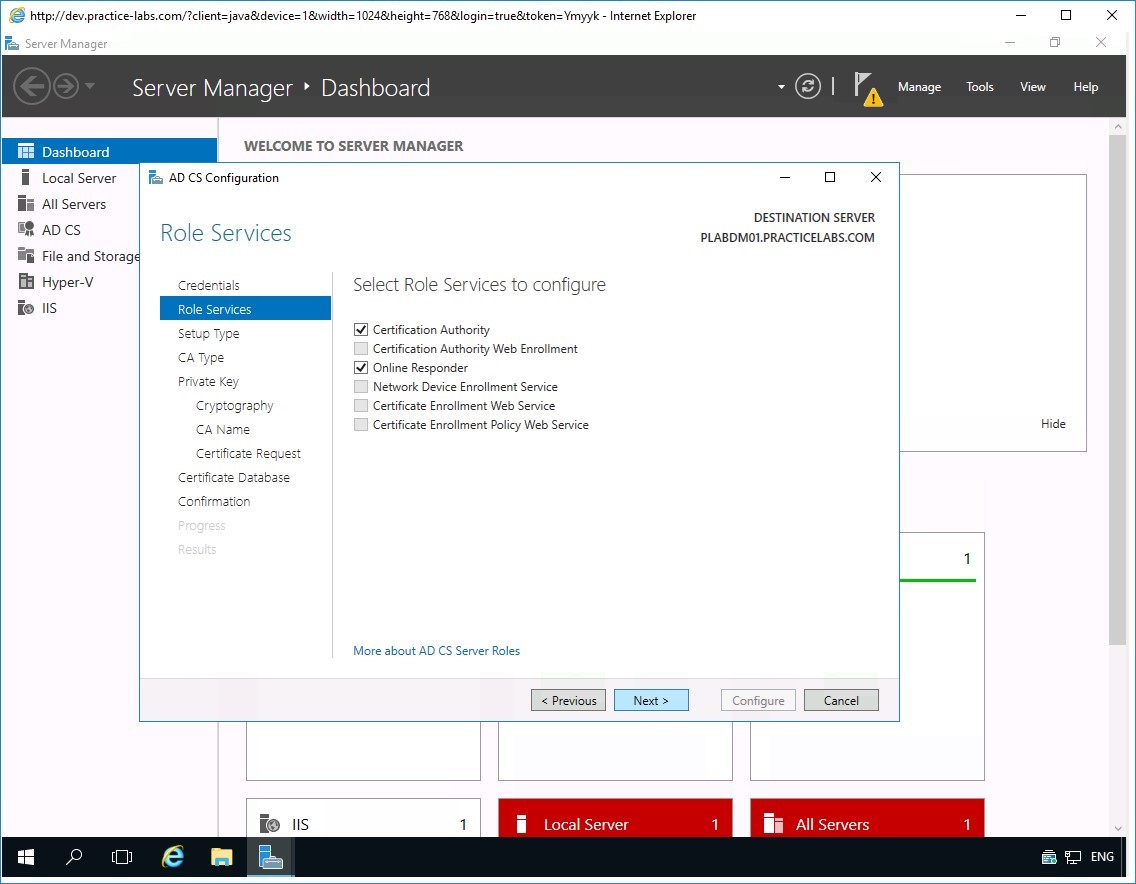 http://dev.practice-labs.com/?client=java&device=1&width=1024&height=768&login=true&token=Ymyyk - Internet Explorer
Server Manager
Server Manager Dashboard
Manage Tools View Help
WELCOME TO SERVER MANAGER
Dashboard
Local Server
All Servers
AD CS
File and Storage
Hyper-V
IIS
AD CS Configuration
Role Services
DESTINATION SERVER
PLABDM01.PRACTICELABS.COM
Credentials
Role Services
Setup Type
CA Type
Private Key
Cryptography
CA Name
Certificate Request
Certificate Database
Confirmation
Progress
Results
Select Role Services to configure
Certification Authority
Certification Authority Web Enrollment
Online Responder
Network Device Enrollment Service
Certificate Enrollment Web Service
Certificate Enrollment Policy Web Service
More about AD CS Server Roles
< Previous Next > Configure Cancel
Hide
1
IIS 1
Local Server 1
All Servers 1
ENG